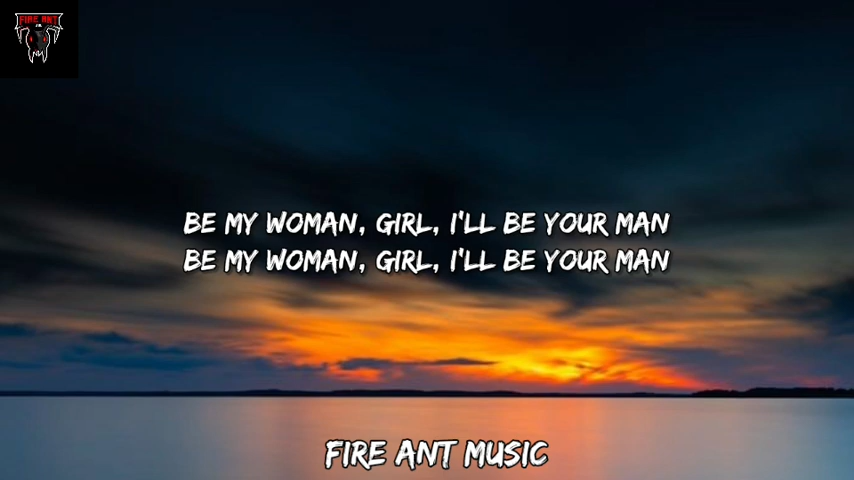 FIRE ANT
BE MY WOMAN, GIRL, I'LL BE YOUR MAN
BE MY WOMAN, GIRL, I'LL BE YOUR MAN
FIRE ANT MUSIC